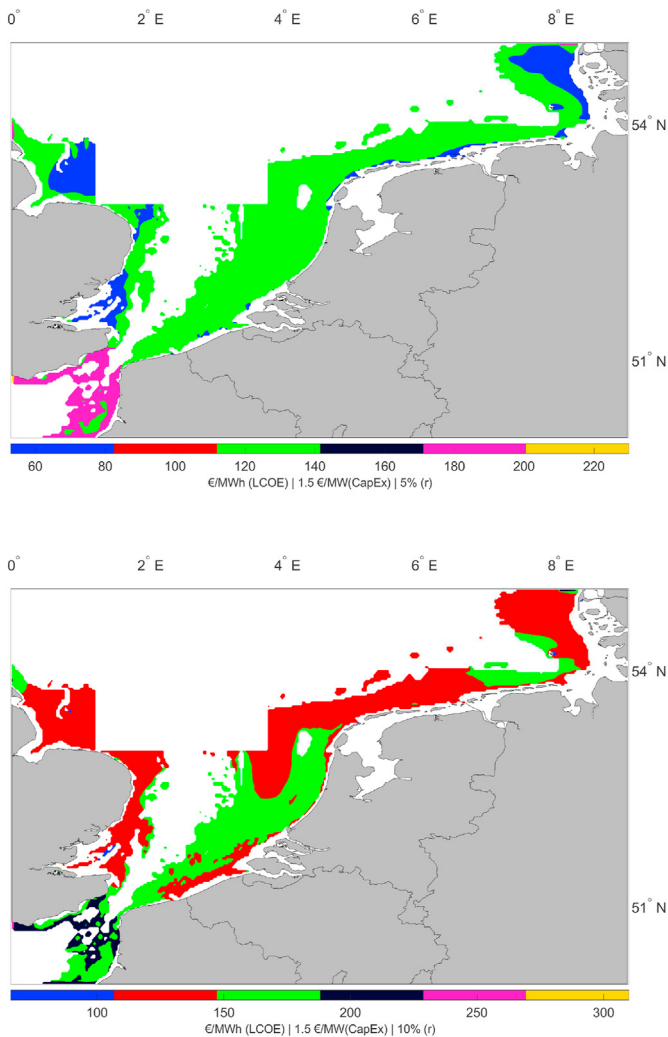 0° 2° E 4° E 6° E 8° E
54° N
51° N
60 80 100 120 140 160 180 200 220
€/MWh (LCOE) | 1.5 €/MW(CapEx) | 5% (r)
0° 2° E 4° E 6° E 8° E
54° N
51° N
100 150 200 250 300
€/MWh (LCOE) | 1.5 €/MW(CapEx) | 10% (r)